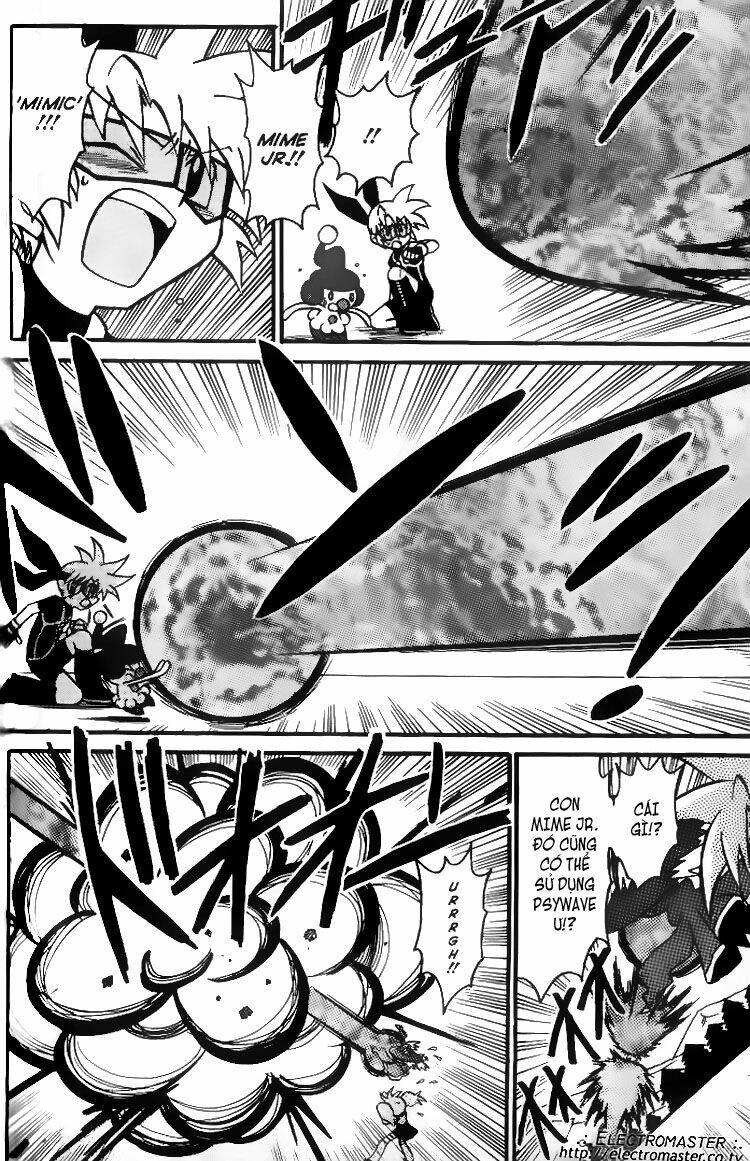 !!
MIME
JR.!!
'MIMIC'
!!!
CÁI
GÌ!?
CON
MIME JR.
ĐÓ CŨNG
CÓ THỂ
SỬ DỤNG
PSYWAVE
Ư!?
URRRGH!!
.:. ELECTROMASTER .:.
http://electromaster.co.tv